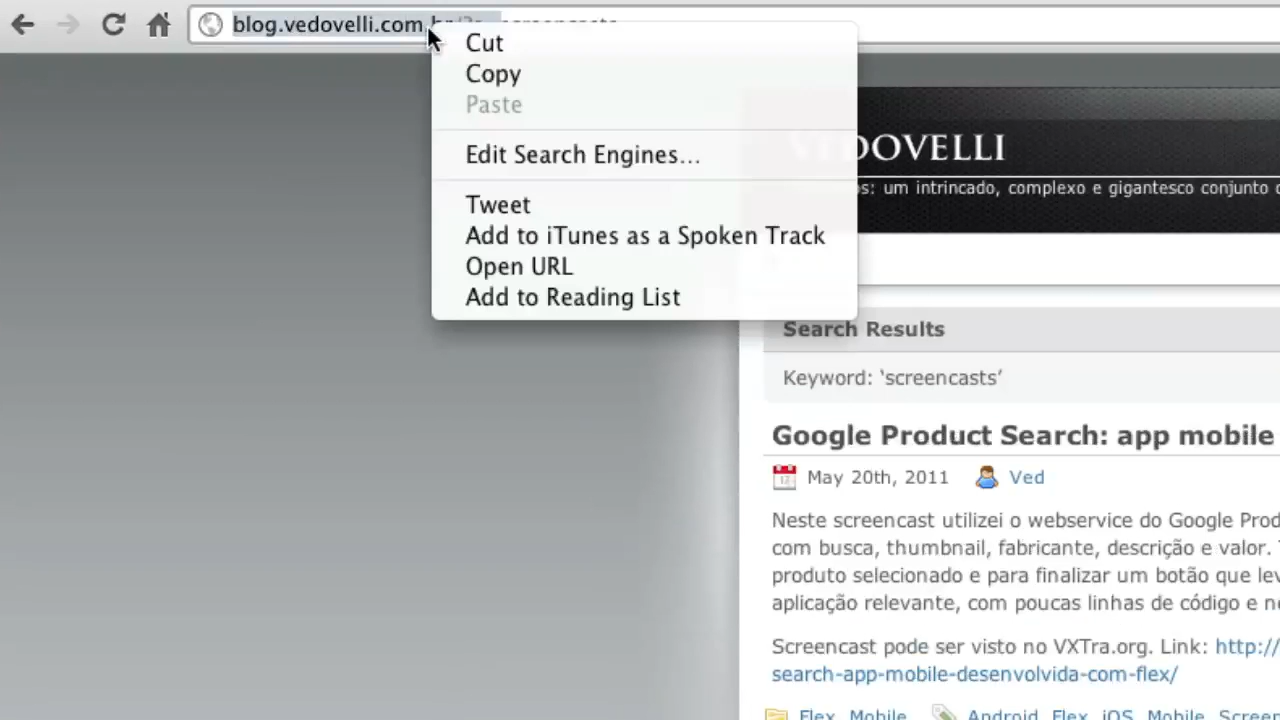 blog.vedovelli.com.br/?s=screencasts
Cut
Copy
Paste
Edit Search Engines...
Tweet
Add to iTunes as a Spoken Track
Open URL
Add to Reading List
VEDOVELLI
os: um intrincado, complexo e gigantesco conjunto
Search Results
Keyword: ‘screencasts’
Google Product Search: app mobile
May 20th, 2011 Ved
Neste screencast utilizei o webservice do Google Prod
com busca, thumbnail, fabricante, descrição e valor.
produto selecionado e para finalizar um botão que lev
aplicação relevante, com poucas linhas de código e
Screencast pode ser visto no VXTra.org. Link: http://
search-app-mobile-desenvolvida-com-flex/
Flex, Mobile Android, Flex, iOS, Mobile, Screen